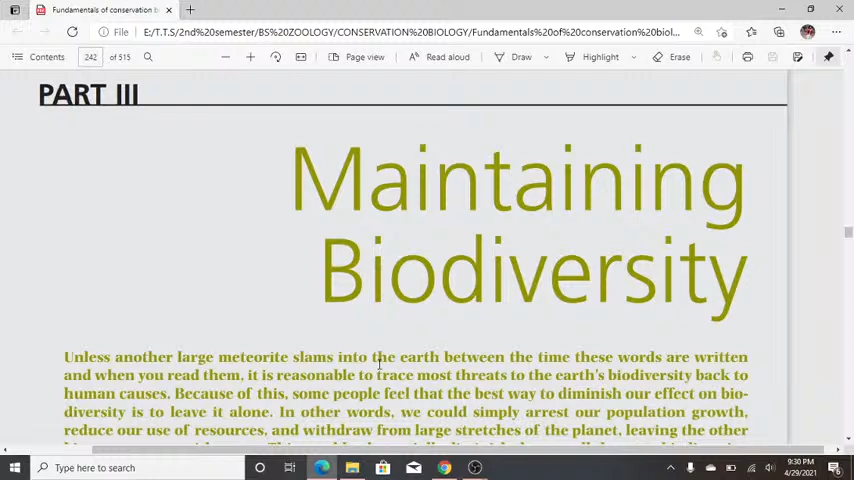 Fundamentals of conservation b
File
E:/T.T.S/2nd%20semester/BS%20ZOOLOGY/CONSERVATION%20BIOLOGY/Fundamentals%20of%20conservation%20biol...
Contents
242
of 515
Page view
Read aloud
Draw
Highlight
Erase
PART III
Maintaining
Biodiversity
Unless another large meteorite slams into the earth between the time these words are written
and when you read them, it is reasonable to trace most threats to the earth's biodiversity back to
human causes. Because of this, some people feel that the best way to diminish our effect on bio-
diversity is to leave it alone. In other words, we could simply arrest our population growth,
reduce our use of resources, and withdraw from large stretches of the planet, leaving the other
Type here to search
9:30 PM
4/29/2021